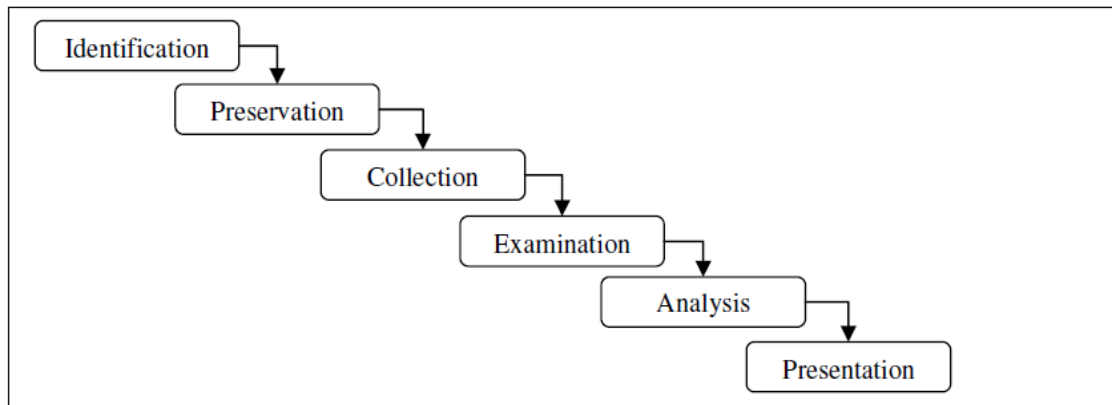 Identification
Preservation
Collection
Examination
Analysis
Presentation